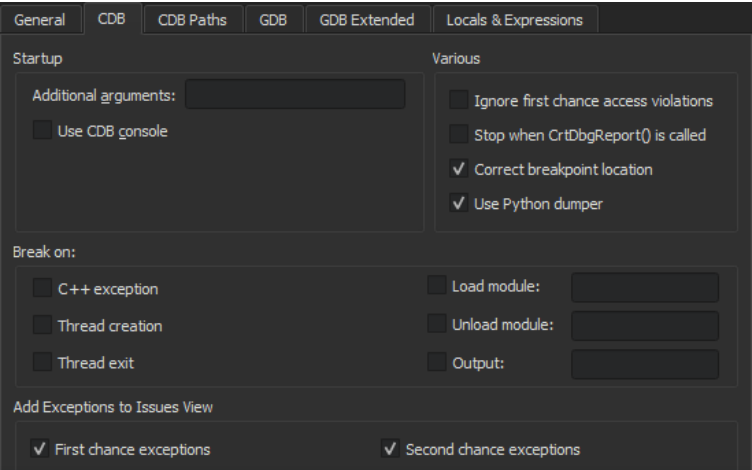 General CDB CDB Paths GDB GDB Extended Locals & Expressions
Startup
Additional arguments:
Use CDB console
Various
Ignore first chance access violations
Stop when CrtDbgReport() is called
Correct breakpoint location
Use Python dumper
Break on:
C++ exception
Thread creation
Thread exit
Load module:
Unload module:
Output:
Add Exceptions to Issues View
First chance exceptions
Second chance exceptions